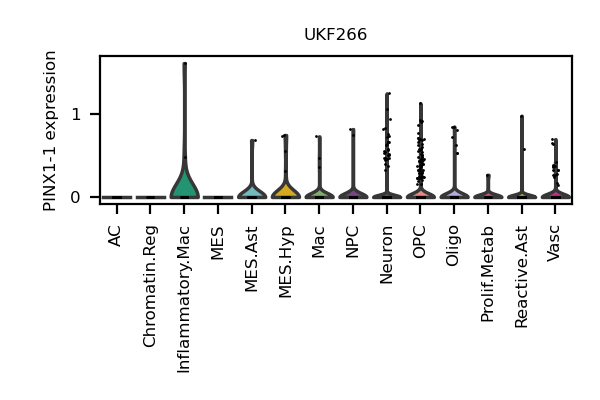 UKF266
PINX1-1 expression
1
0
AC
Chromatin.Reg
Inflammatory.Mac
MES
MES.Ast
MES.Hyp
Mac
NPC
Neuron
OPC
Oligo
Prolif.Metab
Reactive.Ast
Vasc